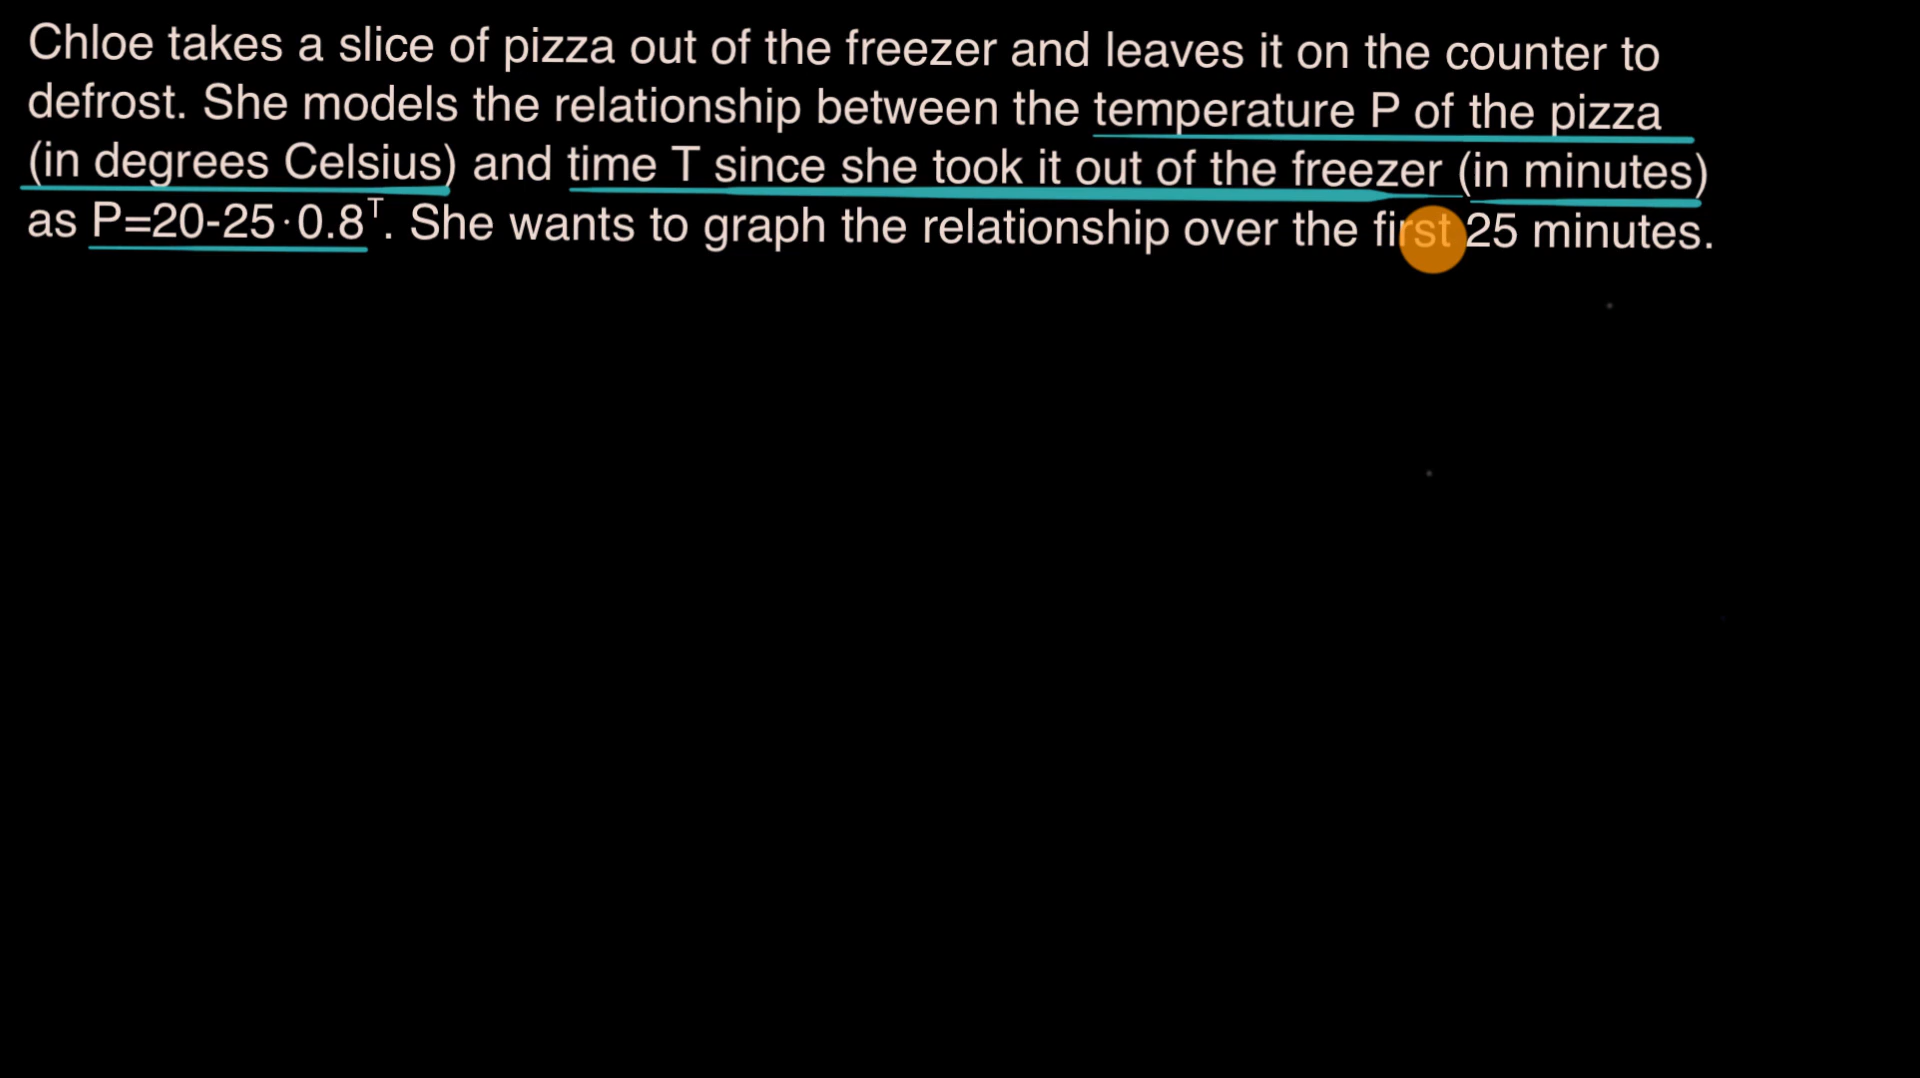 Chloe takes a slice of pizza out of the freezer and leaves it on the counter to
defrost. She models the relationship between the temperature P of the pizza
(in degrees Celsius) and time T since she took it out of the freezer (in minutes)
as P=20-25·0.8ᵀ. She wants to graph the relationship over the first 25 minutes.